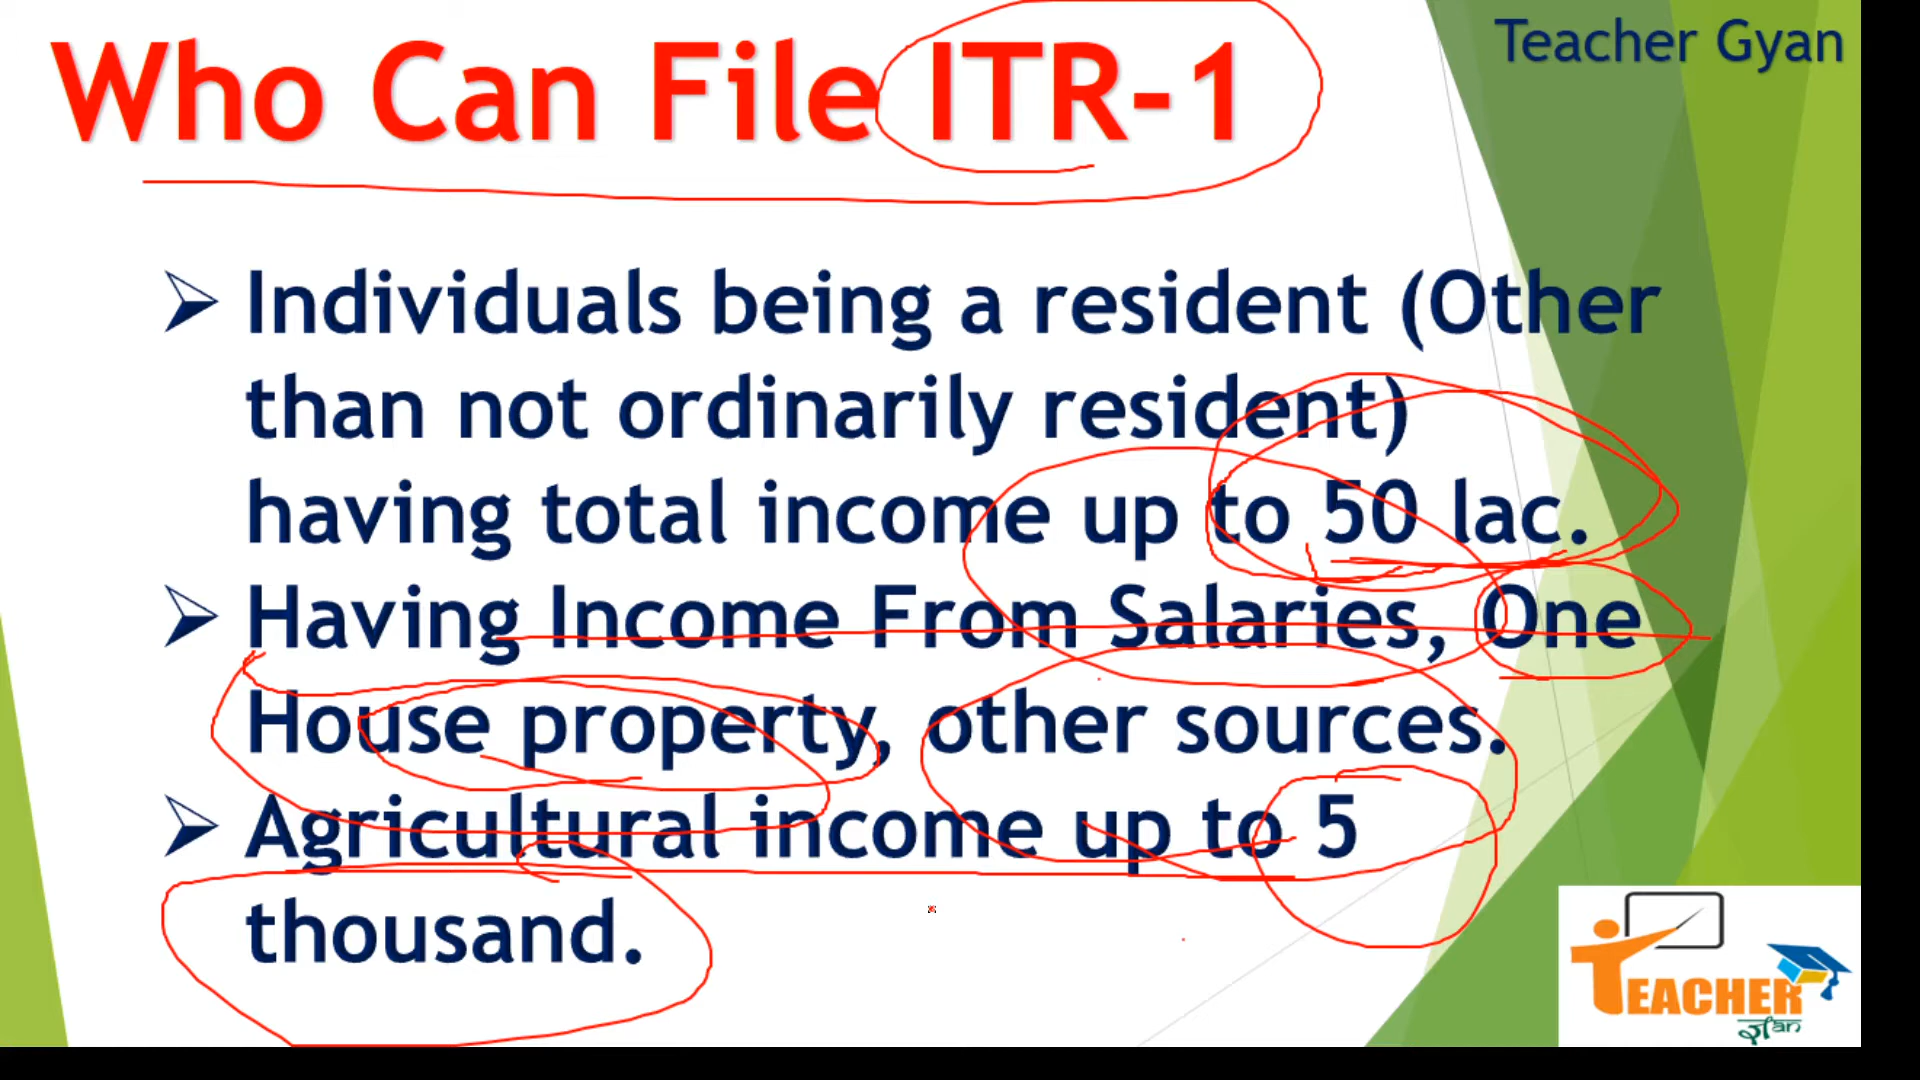 Teacher Gyan
Who Can File ITR-1
Individuals being a resident (Other
than not ordinarily resident)
having total income up to 50 lac.
Having Income From Salaries, One
House property, other sources.
Agricultural income up to 5
thousand.
TEACHER
ज्ञान